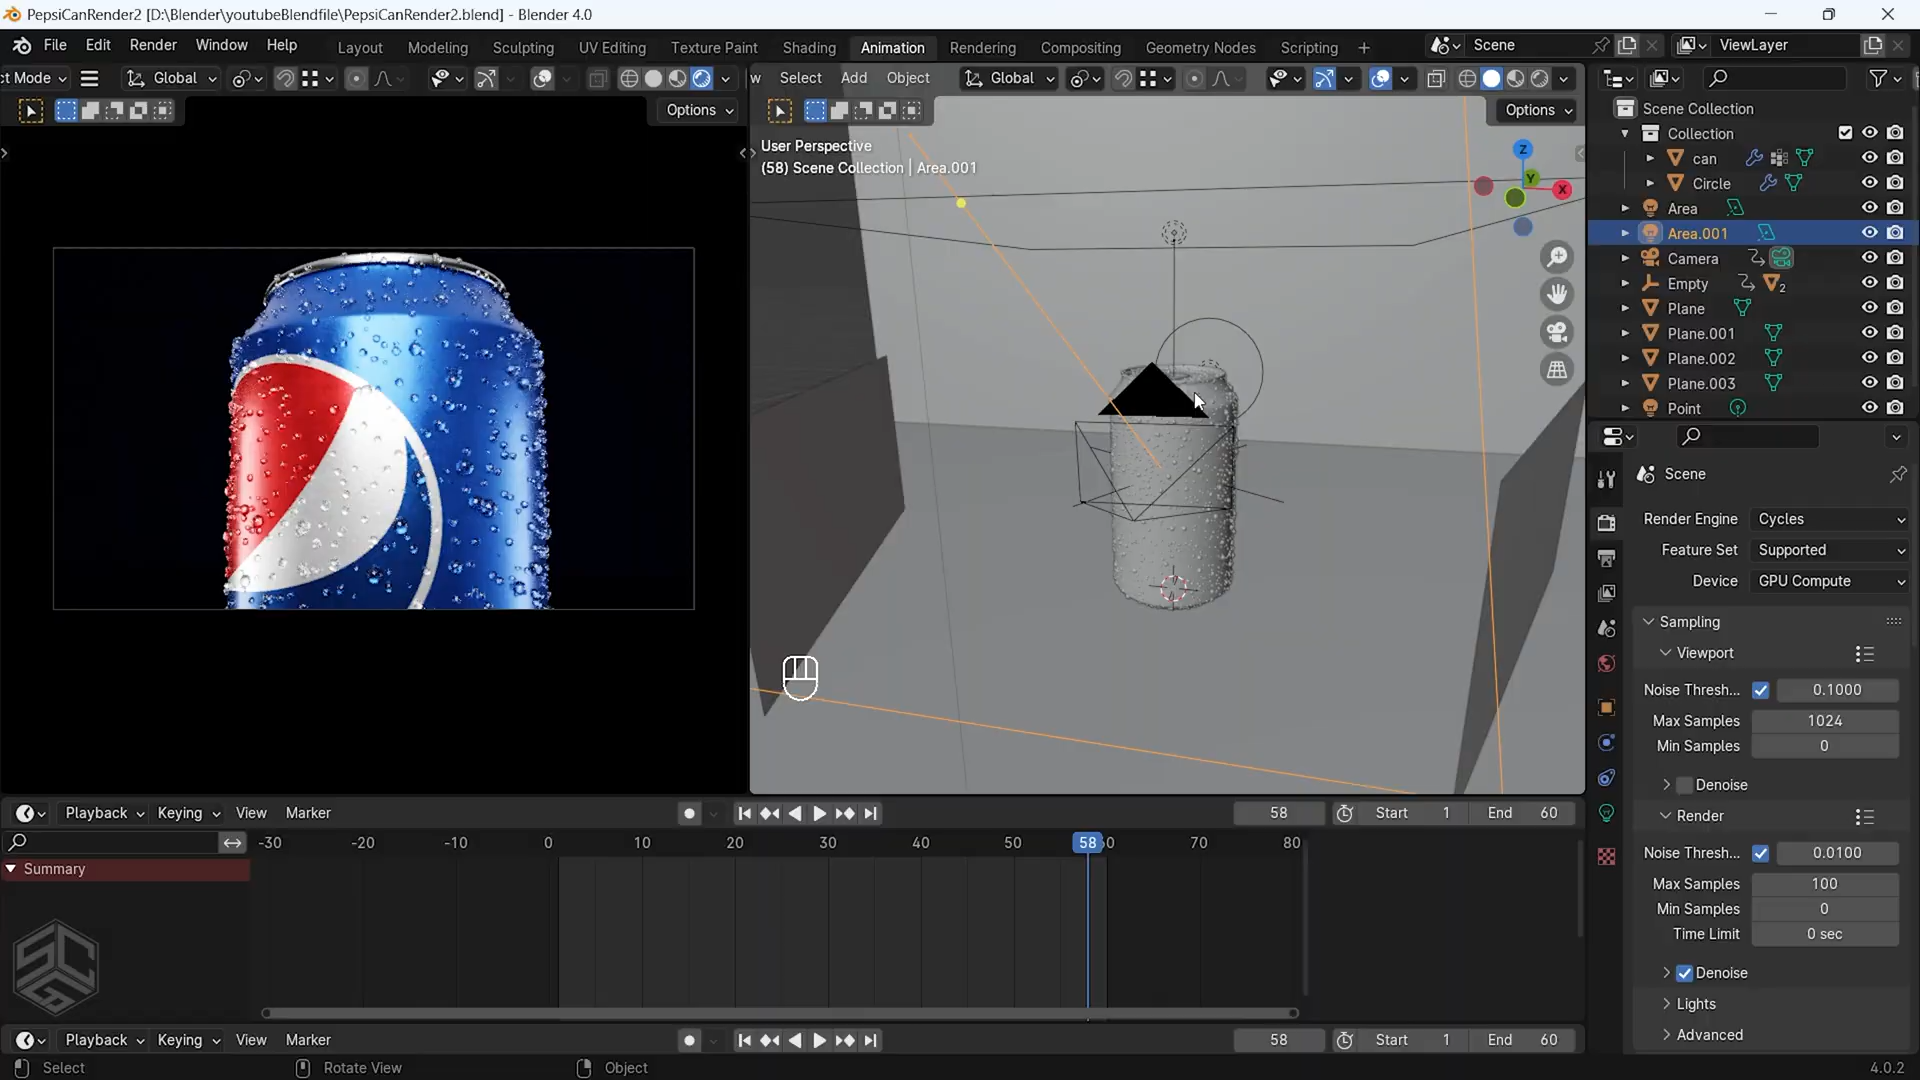 PepsiCanRender2 [D:\Blender\youtubeBlendfile\PepsiCanRender2.blend] - Blender 4.0
File Edit Render Window Help Layout Modeling Sculpting UV Editing Texture Paint Shading Animation Rendering Compositing Geometry Nodes Scripting + Scene ViewLayer
ct Mode Global w Select Add Object Global
Options Options
User Perspective
(58) Scene Collection | Area.001
Z
Y
X
Scene Collection
Collection
can
Circle
Area
Area.001
Camera
Empty 2
Plane
Plane.001
Plane.002
Plane.003
Point
Scene
Render Engine Cycles
Feature Set Supported
Device GPU Compute
Sampling
Viewport
Noise Thresh... 0.1000
Max Samples 1024
Min Samples 0
Denoise
Render
Noise Thresh... 0.0100
Max Samples 100
Min Samples 0
Time Limit 0 sec
Denoise
Lights
Advanced
Playback Keying View Marker 58 Start 1 End 60
-30 -20 -10 0 10 20 30 40 50 58 60 70 80
Summary
Playback Keying View Marker 58 Start 1 End 60
Select Rotate View Object 4.0.2